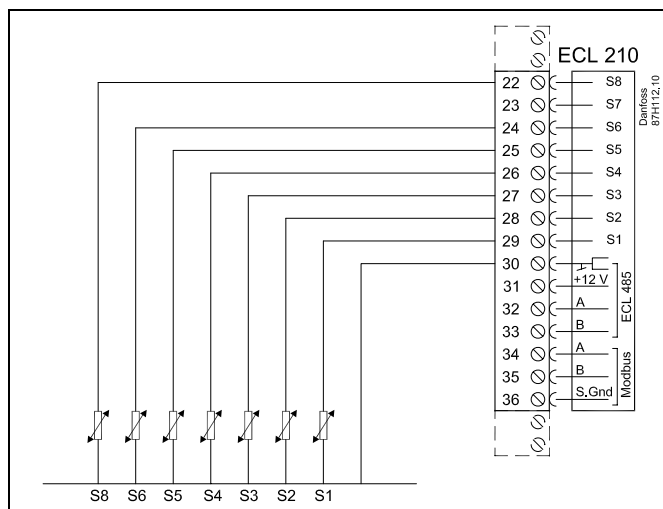 ECL 210
Danfoss
87H112.10
22 S8
23 S7
24 S6
25 S5
26 S4
27 S3
28 S2
29 S1
30
31 +12 V
32 A
33 B
ECL 485
34 A
35 B
36 S.Gnd
Modbus
S8 S6 S5 S4 S3 S2 S1